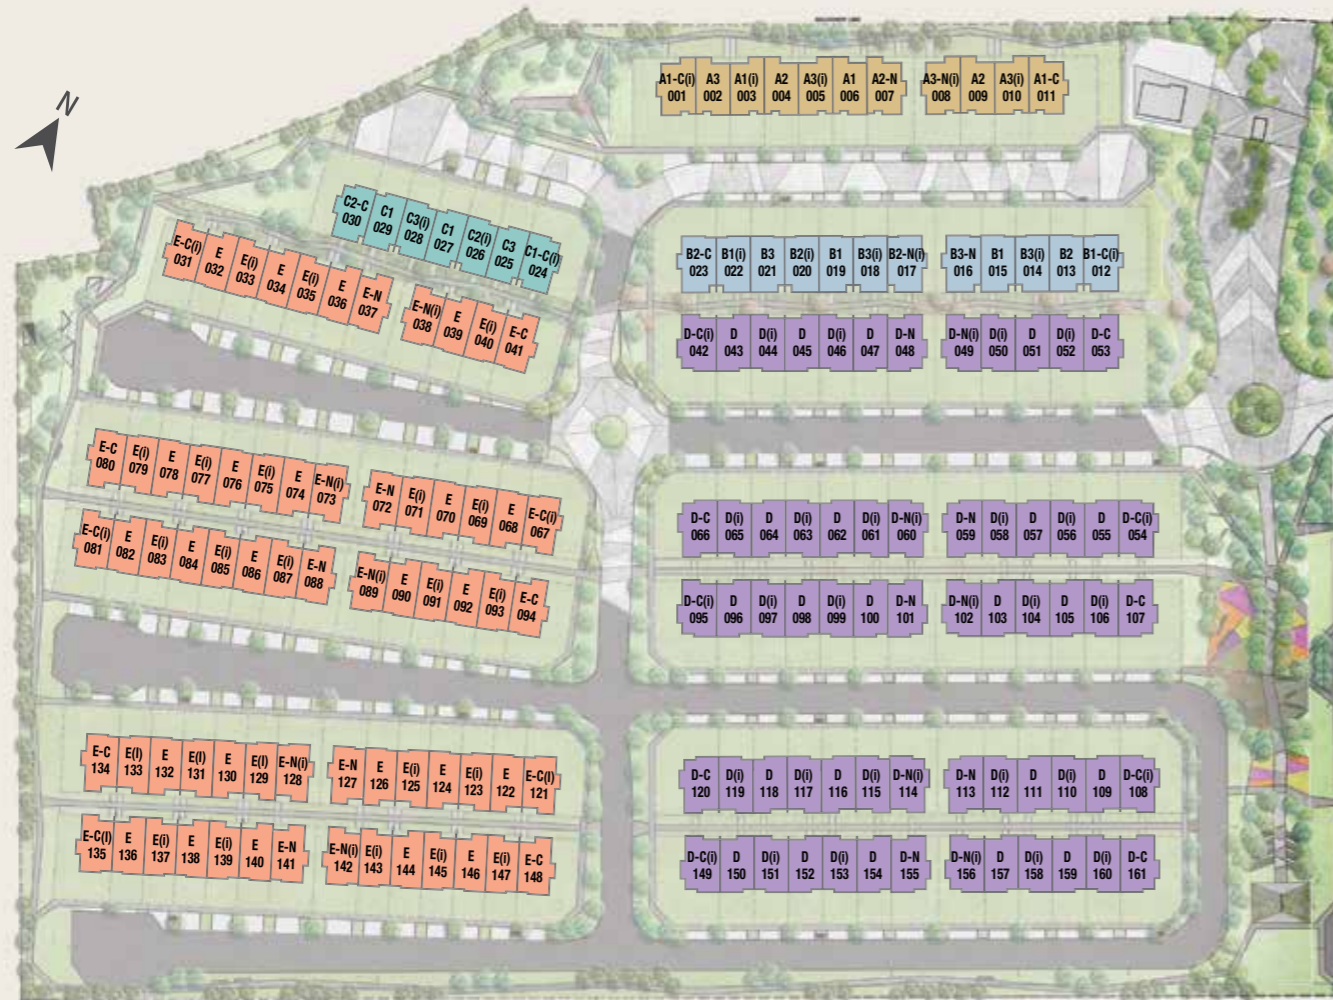 N
A1-C(i) A3 A1(i) A2 A3(i) A1 A2-N A3-N(i) A2 A3(i) A1-C
001 002 003 004 005 006 007 008 009 010 011
C2-C C1 C3(i) C1 C2(i) C3 C1-C(i)
030 029 028 027 026 025 024
E-C(i) E E(i) E E(i) E E-N E-N(i) E E(i) E-C
031 032 033 034 035 036 037 038 039 040 041
B2-C B1(i) B3 B2(i) B1 B3(i) B2-N(i) B3-N B1 B3(i) B2 B1-C(i)
023 022 021 020 019 018 017 016 015 014 013 012
D-C(i) D D(i) D D(i) D D-N D-N(i) D(i) D D(i) D-C
042 043 044 045 046 047 048 049 050 051 052 053
E-C E(i) E E(i) E E(i) E E-N(i) E-N E(i) E E(i) E E-C(i)
080 079 078 077 076 075 074 073 072 071 070 069 068 067
E-C(i) E E(i) E E(i) E E(i) E-N E-N(i) E E(i) E E(i) E-C
081 082 083 084 085 086 087 088 089 090 091 092 093 094
D-C D(i) D D(i) D D(i) D-N(i) D-N D(i) D D(i) D D-C(i)
066 065 064 063 062 061 060 059 058 057 056 055 054
D-C(i) D D(i) D D(i) D D-N D-N(i) D D(i) D D(i) D-C
095 096 097 098 099 100 101 102 103 104 105 106 107
E-C E(I) E E(I) E E(I) E-N(i) E-N E E(i) E E(i) E E-C(I)
134 133 132 131 130 129 128 127 126 125 124 123 122 121
E-C(I) E E(i) E E(i) E E-N E-N(i) E(i) E E(i) E E(i) E-C
135 136 137 138 139 140 141 142 143 144 145 146 147 148
D-C D(i) D D(i) D D(i) D-N(i) D-N D(i) D D(i) D D-C(i)
120 119 118 117 116 115 114 113 112 111 110 109 108
D-C(i) D D(i) D D(i) D D-N D-N(i) D D(i) D D(i) D-C
149 150 151 152 153 154 155 156 157 158 159 160 161